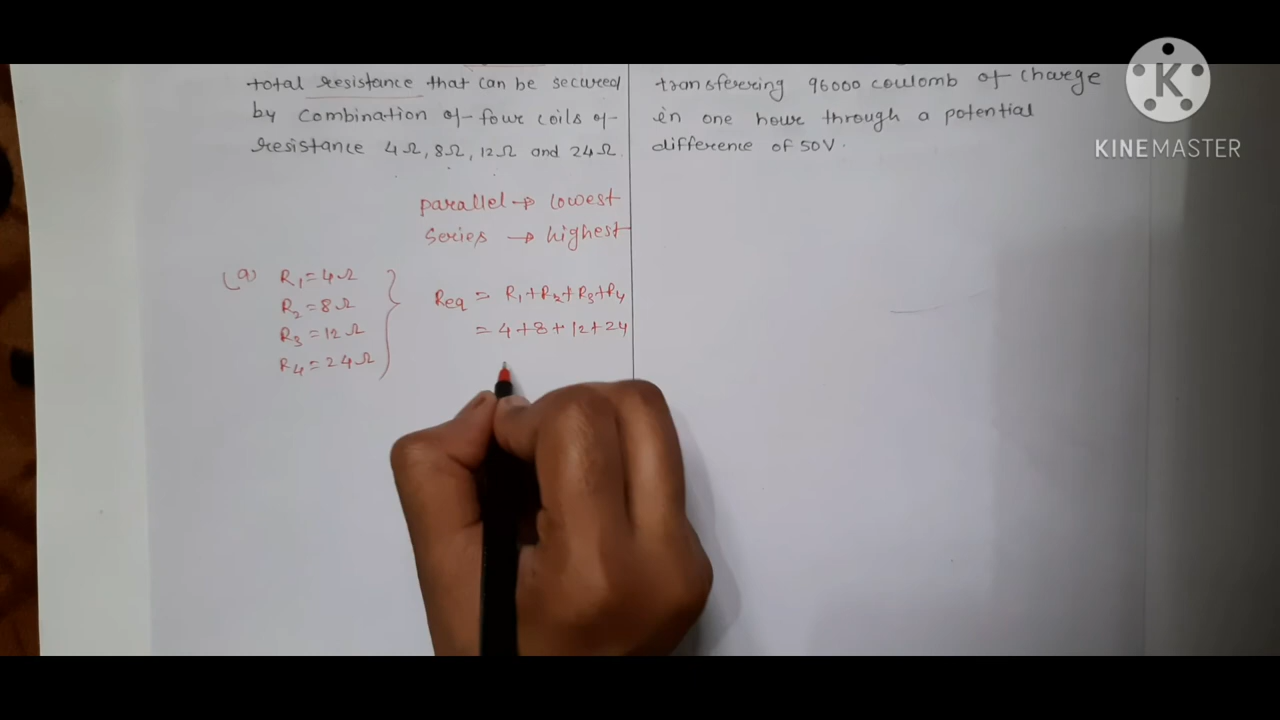 total resistance that can be secured
by combination of four coils of
resistance 4Ω, 8Ω, 12Ω and 24Ω.
parallel → lowest
series → highest
(a) R₁ = 4Ω
R₂ = 8Ω
R₃ = 12Ω
R₄ = 24Ω
Req = R₁+R₂+R₃+R₄
= 4+8+12+24
transfering 96000 coulomb of charge
in one hour through a potential
difference of 50V.
K
KINEMASTER